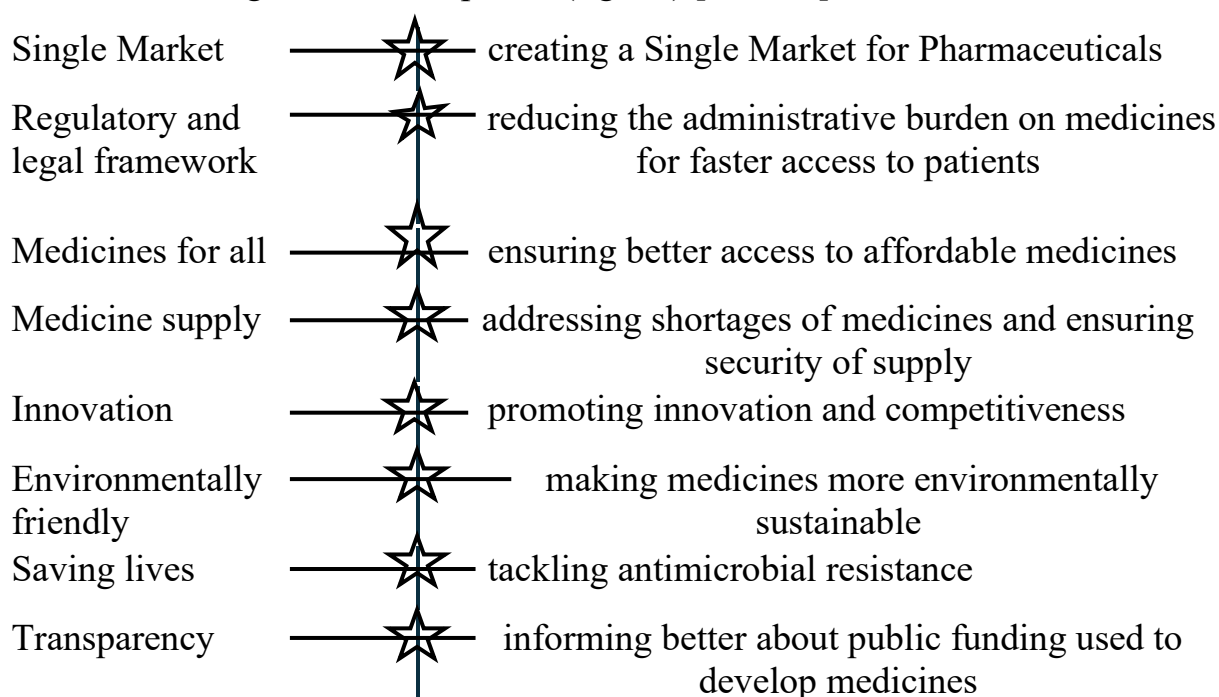 Single Market creating a Single Market for Pharmaceuticals
Regulatory and reducing the administrative burden on medicines
legal framework for faster access to patients
Medicines for all ensuring better access to affordable medicines
Medicine supply addressing shortages of medicines and ensuring
security of supply
Innovation promoting innovation and competitiveness
Environmentally making medicines more environmentally
friendly sustainable
Saving lives tackling antimicrobial resistance
Transparency informing better about public funding used to
develop medicines